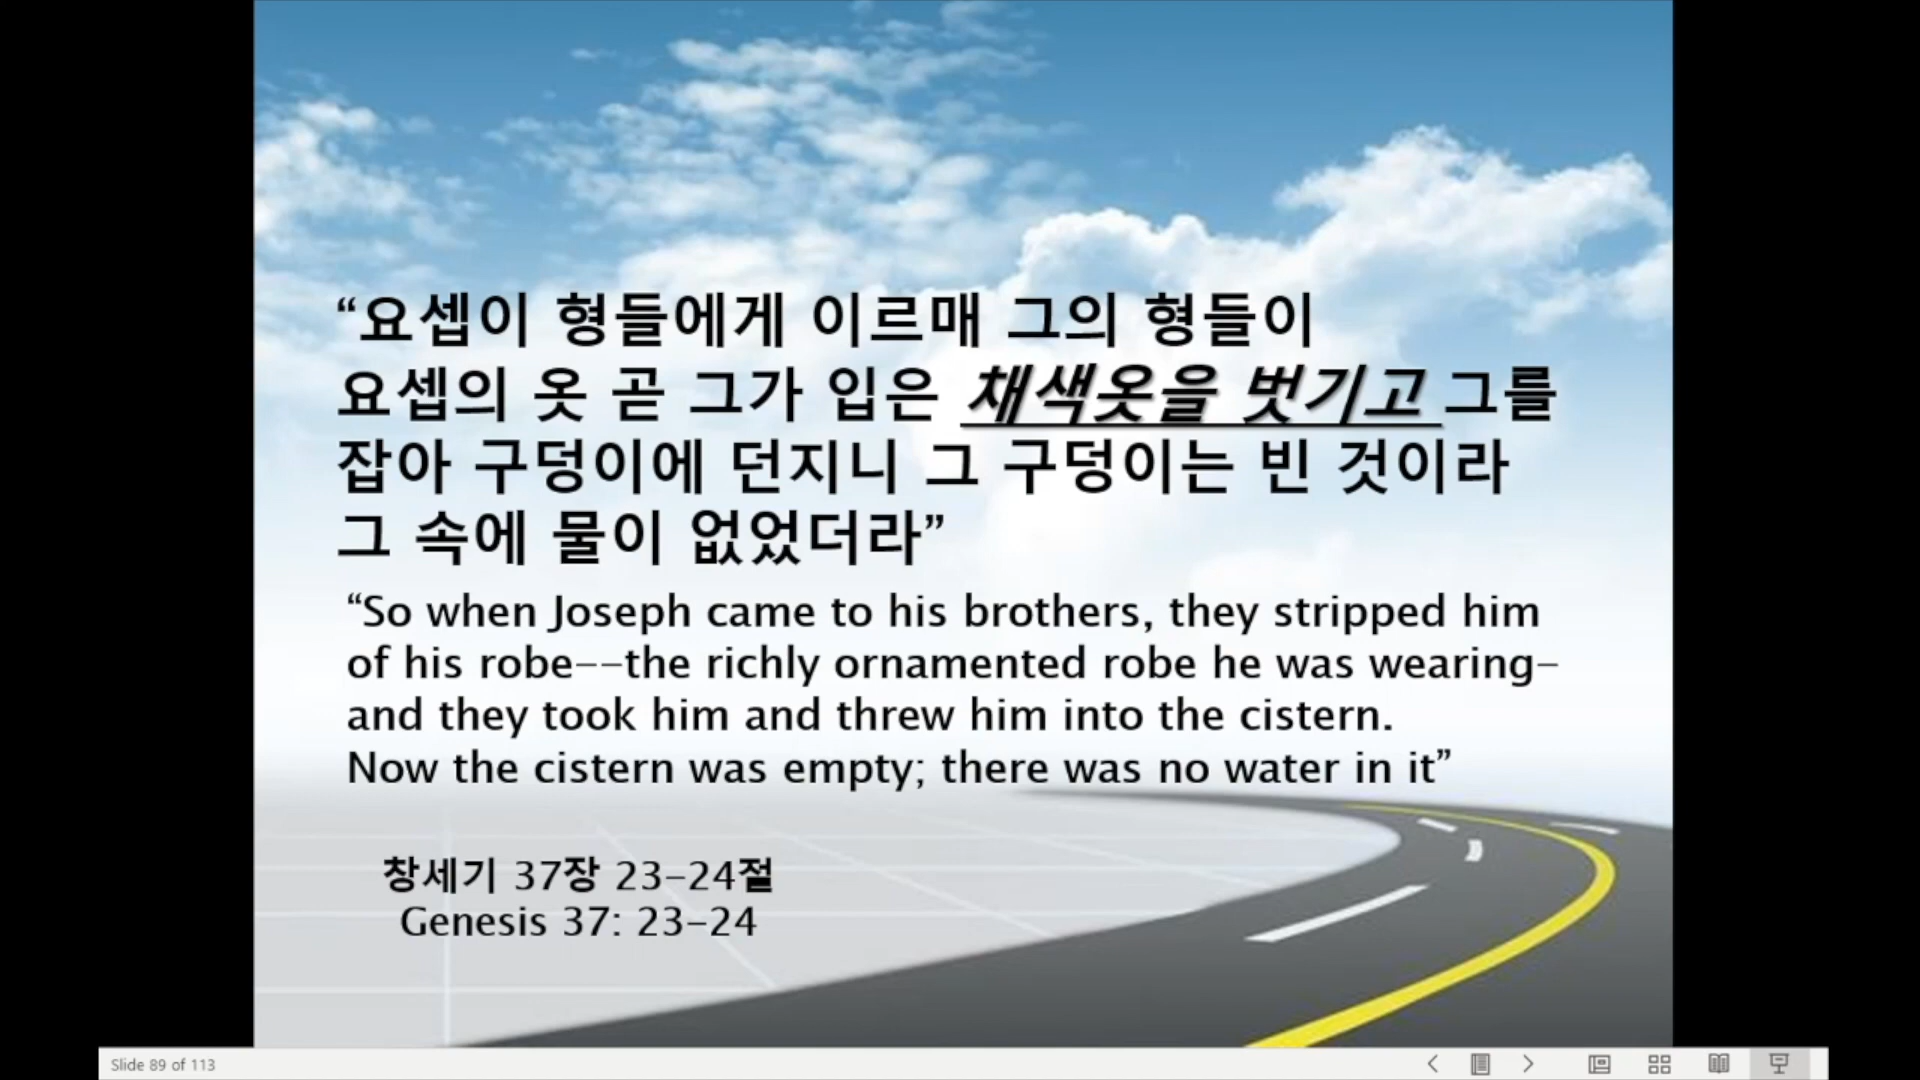 “요셉이 형들에게 이르매 그의 형들이
요셉의 옷 곧 그가 입은 채색옷을 벗기고 그를
잡아 구덩이에 던지니 그 구덩이는 빈 것이라
그 속에 물이 없었더라”
“So when Joseph came to his brothers, they stripped him
of his robe--the richly ornamented robe he was wearing-
and they took him and threw him into the cistern.
Now the cistern was empty; there was no water in it”
창세기 37장 23-24절
Genesis 37: 23-24
Slide 89 of 113